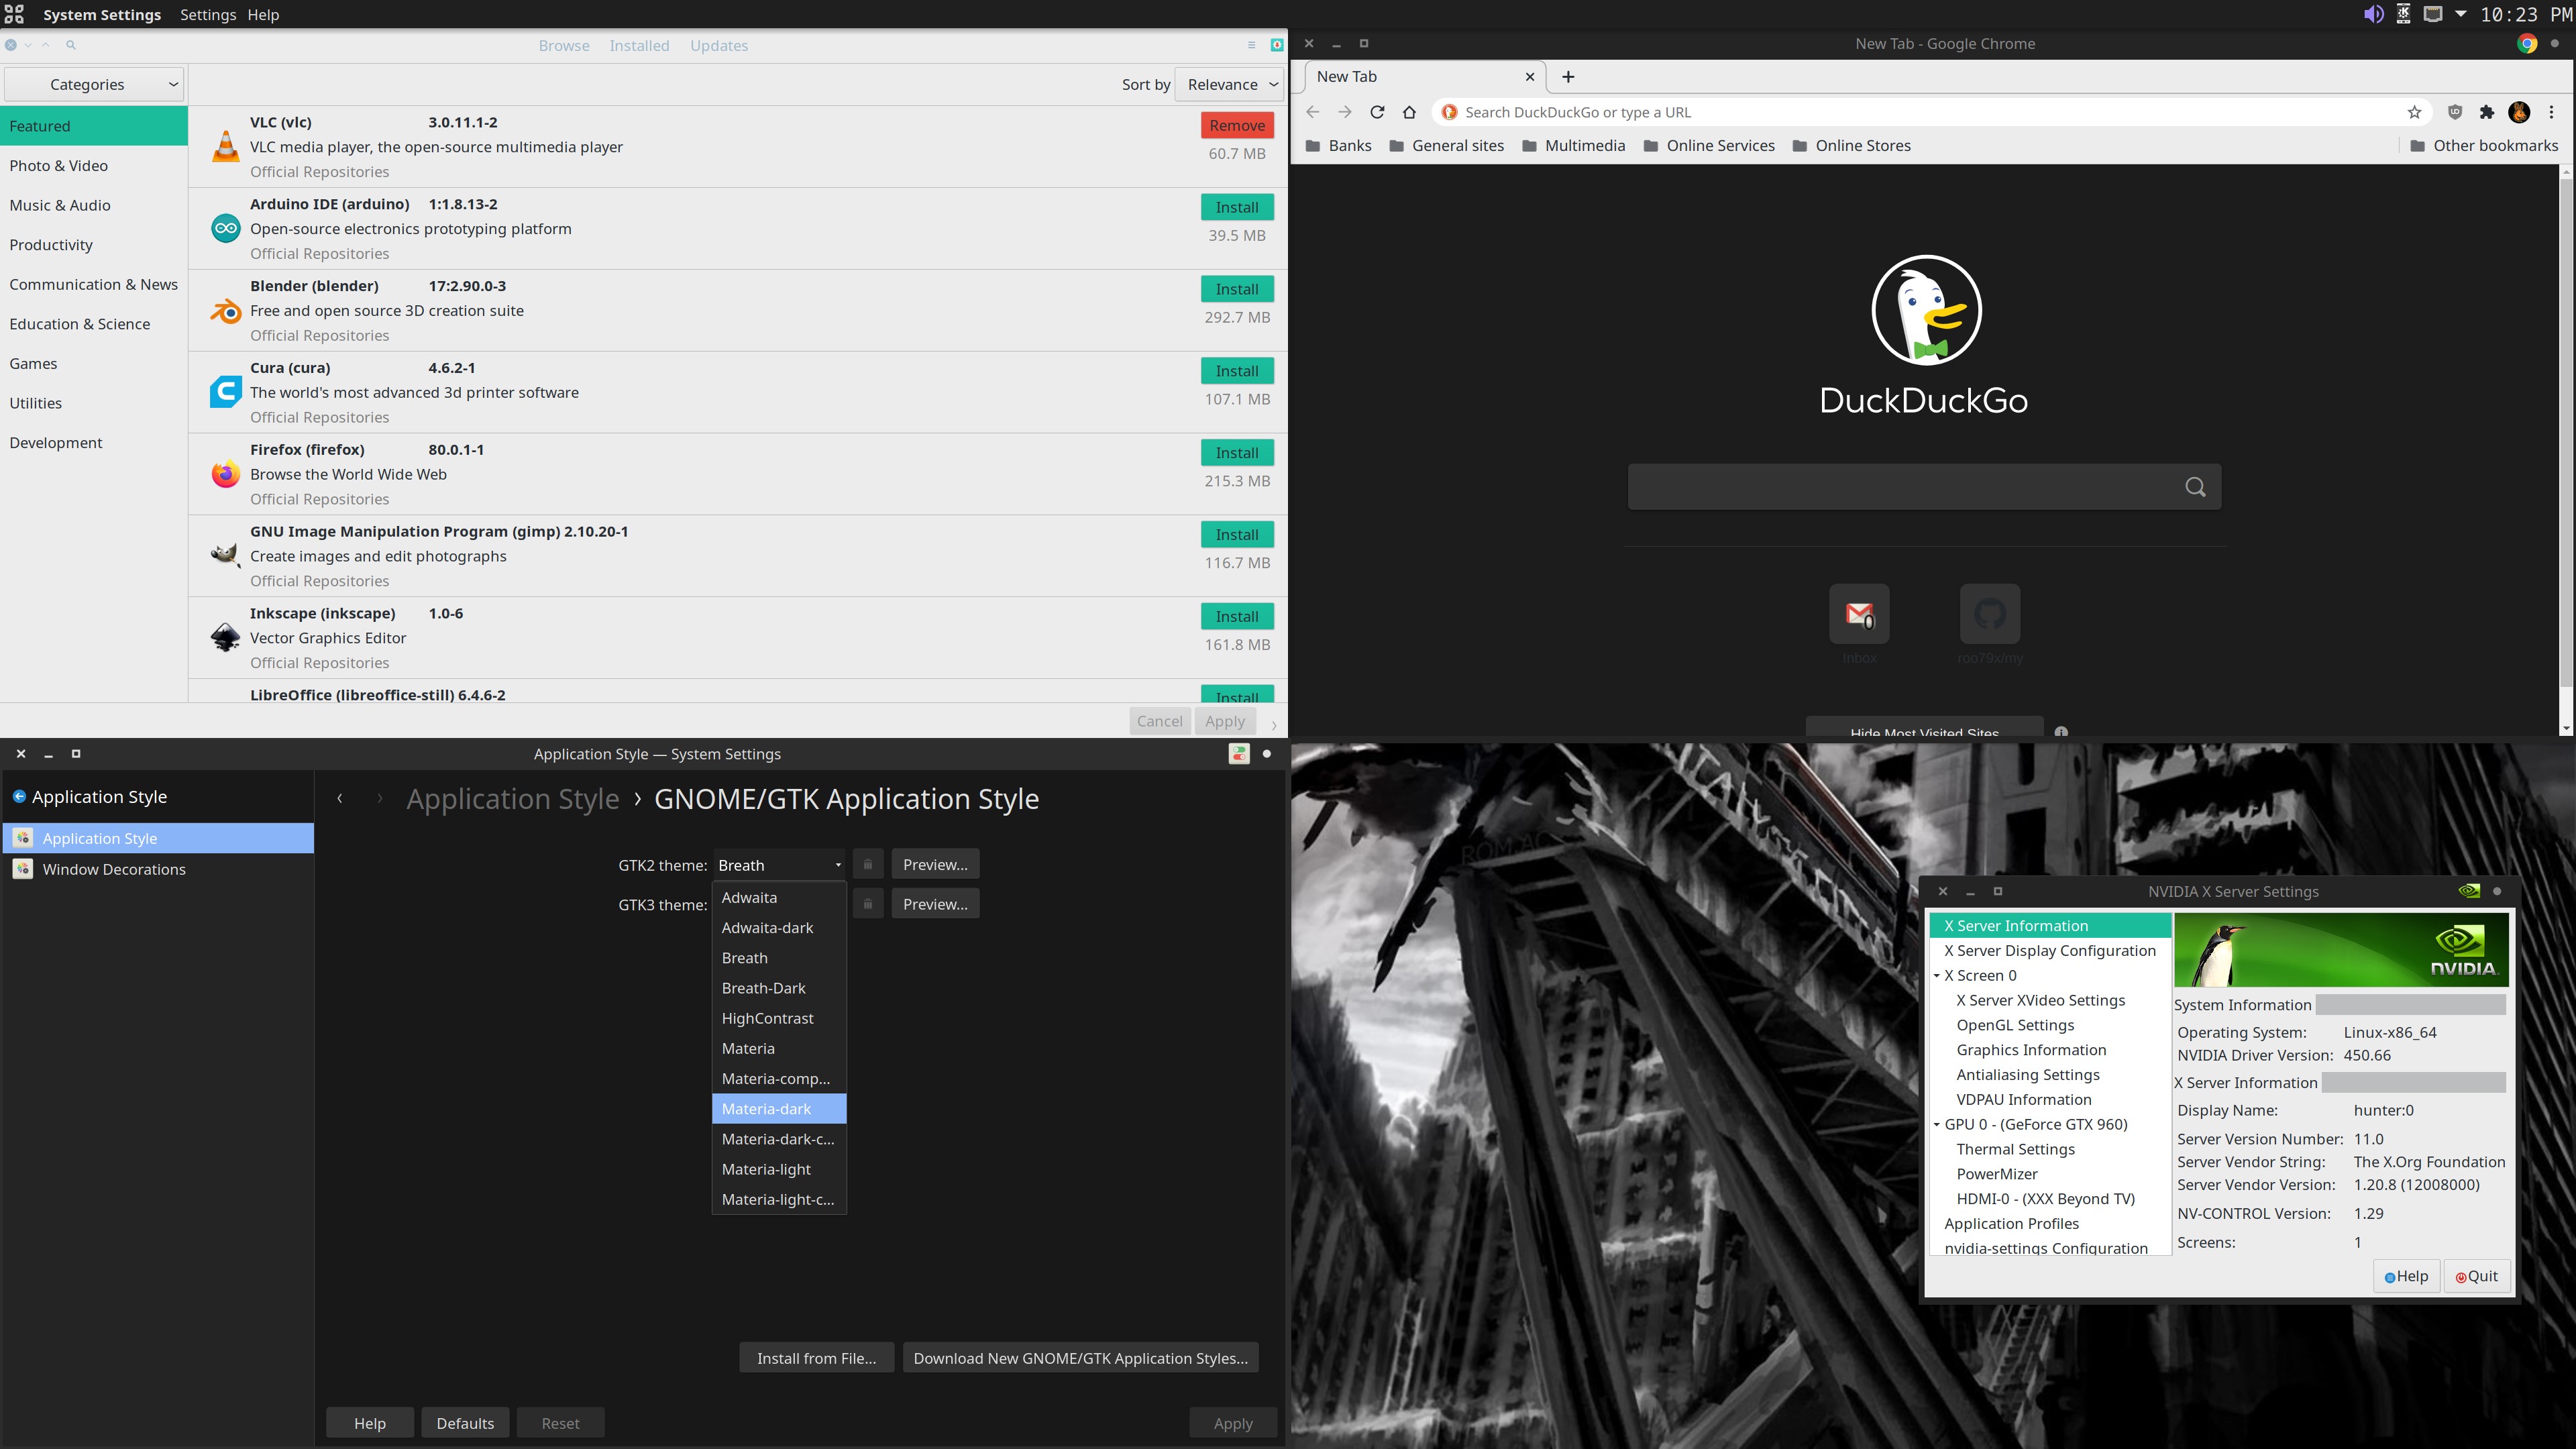 System Settings Settings Help 10:23 PM
Browse Installed Updates
Categories Sort by Relevance
Featured
Photo & Video
Music & Audio
Productivity
Communication & News
Education & Science
Games
Utilities
Development
VLC (vlc) 3.0.11.1-2 Remove
VLC media player, the open-source multimedia player 60.7 MB
Official Repositories
Arduino IDE (arduino) 1:1.8.13-2 Install
Open-source electronics prototyping platform 39.5 MB
Official Repositories
Blender (blender) 17:2.90.0-3 Install
Free and open source 3D creation suite 292.7 MB
Official Repositories
Cura (cura) 4.6.2-1 Install
The world's most advanced 3d printer software 107.1 MB
Official Repositories
Firefox (firefox) 80.0.1-1 Install
Browse the World Wide Web 215.3 MB
Official Repositories
GNU Image Manipulation Program (gimp) 2.10.20-1 Install
Create images and edit photographs 116.7 MB
Official Repositories
Inkscape (inkscape) 1.0-6 Install
Vector Graphics Editor 161.8 MB
Official Repositories
LibreOffice (libreoffice-still) 6.4.6-2 Install
Cancel Apply
New Tab - Google Chrome
New Tab
Search DuckDuckGo or type a URL
Banks General sites Multimedia Online Services Online Stores Other bookmarks
DuckDuckGo
Inbox roo79x/my
Hide Most Visited Sites
Application Style — System Settings
Application Style
Application Style
Window Decorations
Application Style › GNOME/GTK Application Style
GTK2 theme: Breath Preview...
GTK3 theme: Preview...
Adwaita
Adwaita-dark
Breath
Breath-Dark
HighContrast
Materia
Materia-comp...
Materia-dark
Materia-dark-c...
Materia-light
Materia-light-c...
Install from File... Download New GNOME/GTK Application Styles...
Help Defaults Reset Apply
NVIDIA X Server Settings
X Server Information
X Server Display Configuration
X Screen 0
X Server XVideo Settings
OpenGL Settings
Graphics Information
Antialiasing Settings
VDPAU Information
GPU 0 - (GeForce GTX 960)
Thermal Settings
PowerMizer
HDMI-0 - (XXX Beyond TV)
Application Profiles
nvidia-settings Configuration
NVIDIA.
System Information
Operating System: Linux-x86_64
NVIDIA Driver Version: 450.66
X Server Information
Display Name: hunter:0
Server Version Number: 11.0
Server Vendor String: The X.Org Foundation
Server Vendor Version: 1.20.8 (12008000)
NV-CONTROL Version: 1.29
Screens: 1
Help Quit